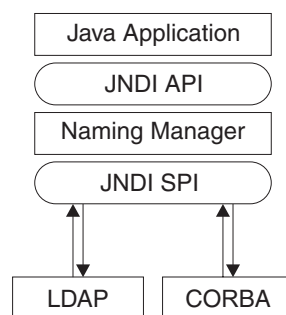 Java Application
JNDI API
Naming Manager
JNDI SPI
LDAP
CORBA